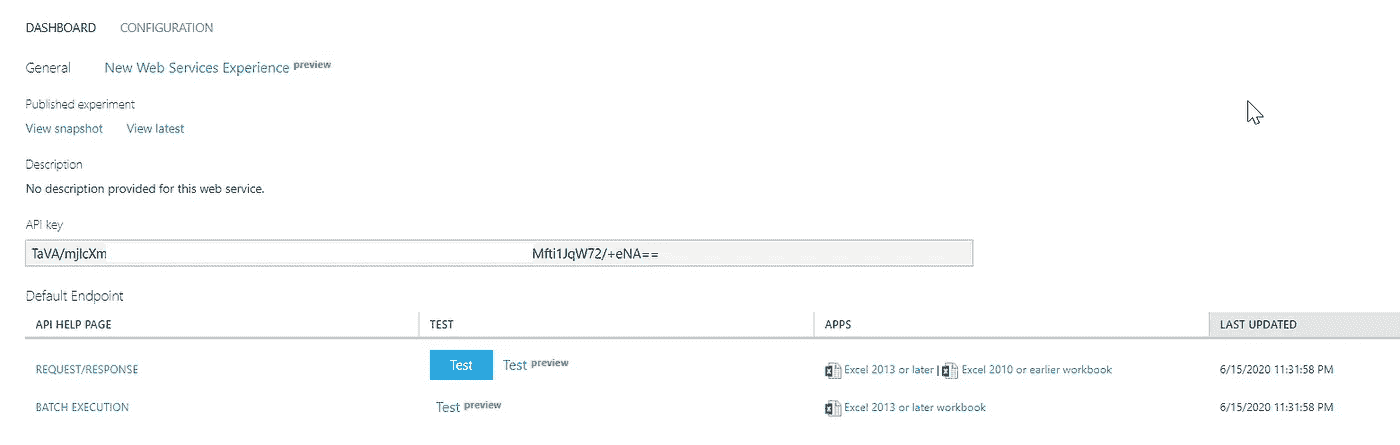 DASHBOARD CONFIGURATION
General New Web Services Experience preview
Published experiment
View snapshot View latest
Description
No description provided for this web service.
API key
TaVA/mjIcXm Mfti1JqW72/+eNA==
Default Endpoint
API HELP PAGE TEST APPS LAST UPDATED
REQUEST/RESPONSE Test Test preview Excel 2013 or later | Excel 2010 or earlier workbook 6/15/2020 11:31:58 PM
BATCH EXECUTION Test preview Excel 2013 or later workbook 6/15/2020 11:31:58 PM